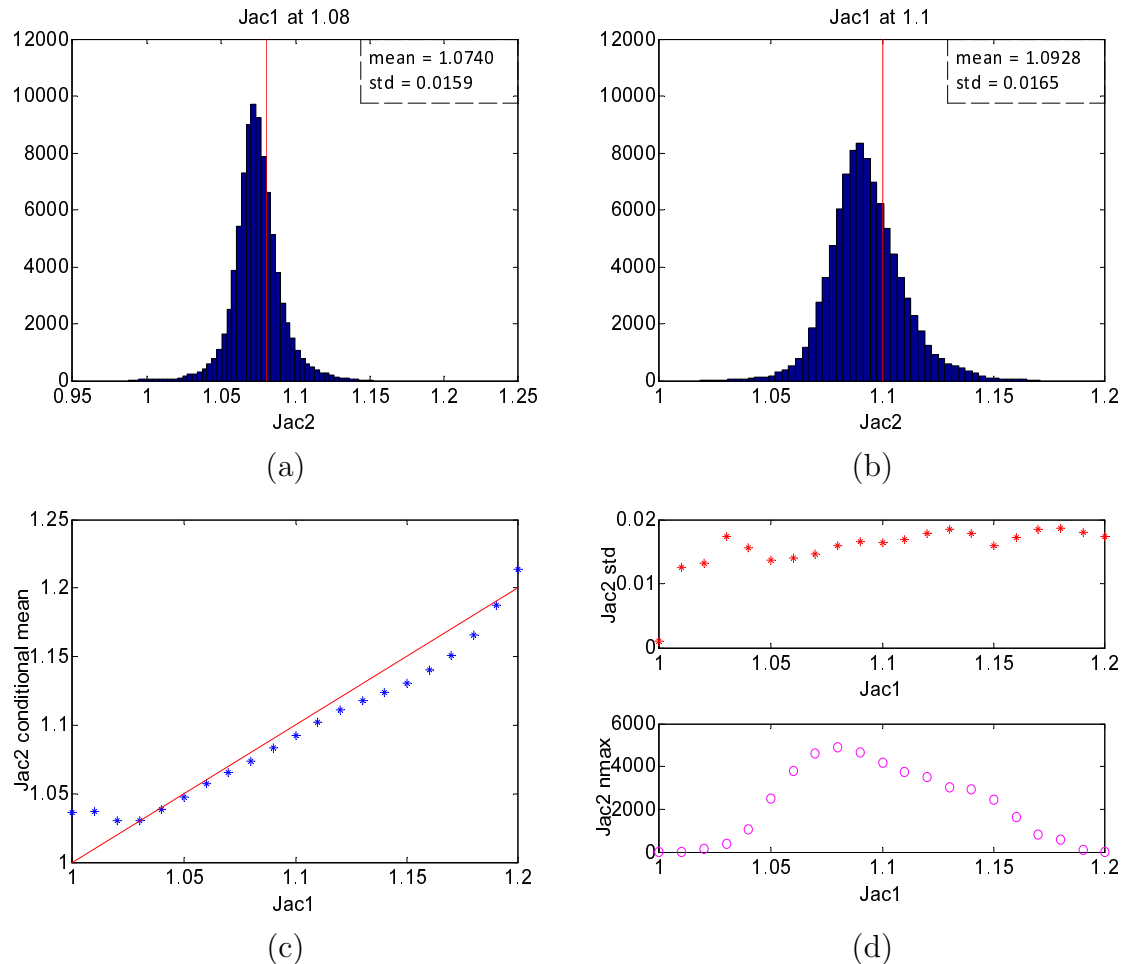 Jac1 at 1.08
12000
10000
8000
6000
4000
2000
0
mean = 1.0740
std = 0.0159
0.95 1 1.05 1.1 1.15 1.2 1.25
Jac2
(a)
Jac1 at 1.1
12000
10000
8000
6000
4000
2000
0
mean = 1.0928
std = 0.0165
1 1.05 1.1 1.15 1.2
Jac2
(b)
1.25
1.2
1.15
1.1
1.05
1
Jac2 conditional mean
1 1.05 1.1 1.15 1.2
Jac1
(c)
0.02
0.01
0
Jac2 std
1 1.05 1.1 1.15 1.2
Jac1
6000
4000
2000
0
Jac2 nmax
1 1.05 1.1 1.15 1.2
Jac1
(d)